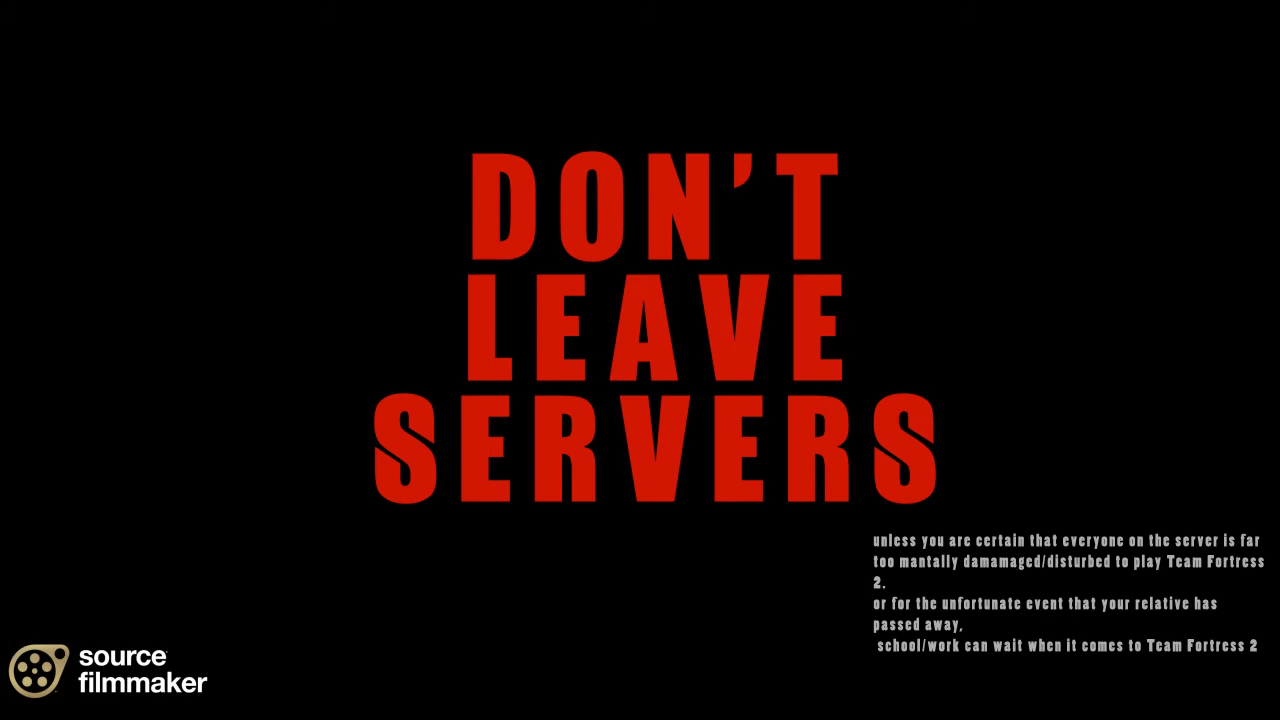 DON'T
LEAVE
SERVERS
unless you are certain that everyone on the server is far
too mantally damamaged/disturbed to play Team Fortress
2.
or for the unfortunate event that your relative has
passed away,
school/work can wait when it comes to Team Fortress 2
source
filmmaker